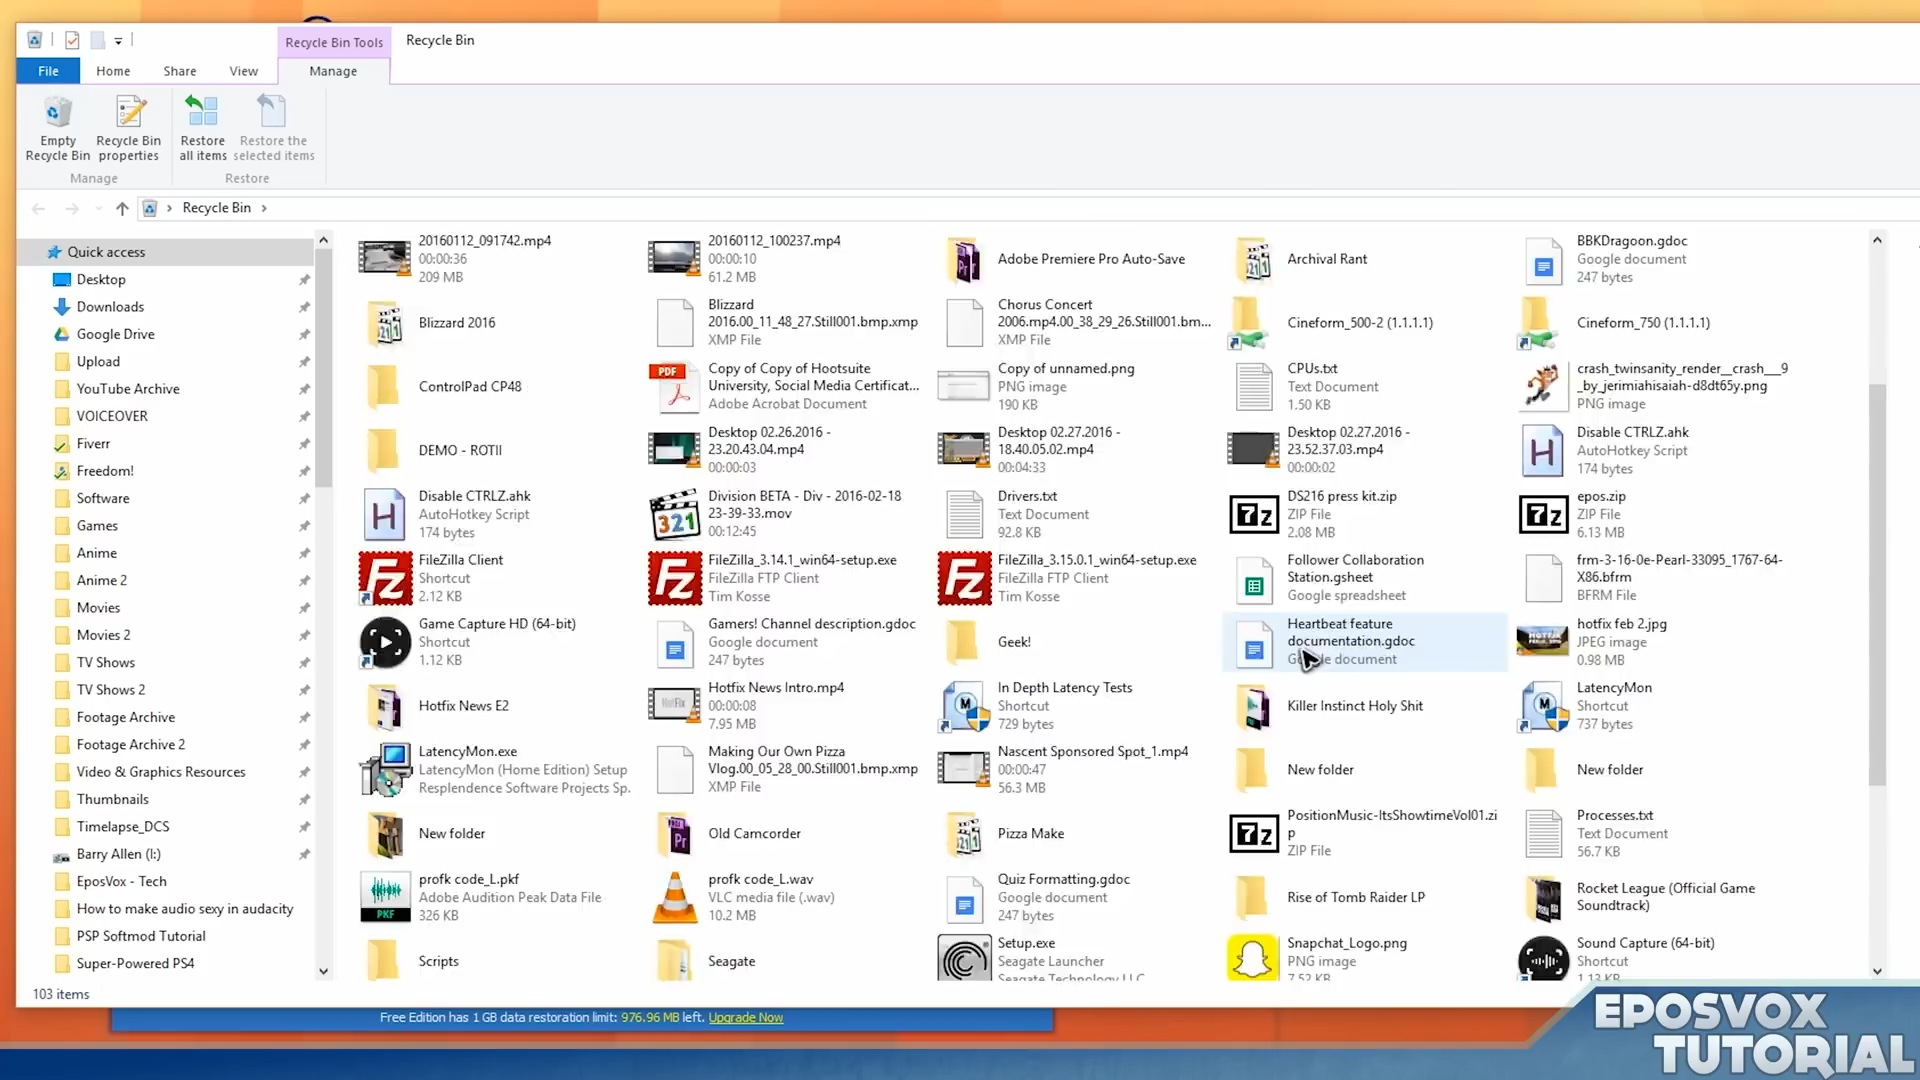 Recycle Bin Tools
Recycle Bin
File
Home
Share
View
Manage
Empty
Recycle Bin
Recycle Bin
properties
Restore
all items
Restore the
selected items
Manage
Restore
Recycle Bin
Quick access
Desktop
Downloads
Google Drive
Upload
YouTube Archive
VOICEOVER
Fiverr
Freedom!
Software
Games
Anime
Anime 2
Movies
Movies 2
TV Shows
TV Shows 2
Footage Archive
Footage Archive 2
Video & Graphics Resources
Thumbnails
Timelapse_DCS
Barry Allen (I:)
EposVox - Tech
How to make audio sexy in audacity
PSP Softmod Tutorial
Super-Powered PS4
20160112_091742.mp4
00:00:36
209 MB
20160112_100237.mp4
00:00:10
61.2 MB
Adobe Premiere Pro Auto-Save
Archival Rant
BBKDragoon.gdoc
Google document
247 bytes
Blizzard 2016
Blizzard
2016.00_11_48_27.Still001.bmp.xmp
XMP File
Chorus Concert
2006.mp4.00_38_29_26.Still001.bm...
XMP File
Cineform_500-2 (1.1.1.1)
Cineform_750 (1.1.1.1)
ControlPad CP48
PDF
Copy of Copy of Hootsuite
University, Social Media Certificat...
Adobe Acrobat Document
Copy of unnamed.png
PNG image
190 KB
CPUs.txt
Text Document
1.50 KB
crash_twinsanity_render__crash___9
_by_jerimiahisaiah-d8dt65y.png
PNG image
DEMO - ROTII
Desktop 02.26.2016 -
23.20.43.04.mp4
00:00:03
Desktop 02.27.2016 -
18.40.05.02.mp4
00:04:33
Desktop 02.27.2016 -
23.52.37.03.mp4
00:00:02
H
Disable CTRLZ.ahk
AutoHotkey Script
174 bytes
H
Disable CTRLZ.ahk
AutoHotkey Script
174 bytes
321
Division BETA - Div - 2016-02-18
23-39-33.mov
00:12:45
Drivers.txt
Text Document
92.8 KB
7z
DS216 press kit.zip
ZIP File
2.08 MB
7z
epos.zip
ZIP File
6.13 MB
Fz
FileZilla Client
Shortcut
2.12 KB
Fz
FileZilla_3.14.1_win64-setup.exe
FileZilla FTP Client
Tim Kosse
Fz
FileZilla_3.15.0.1_win64-setup.exe
FileZilla FTP Client
Tim Kosse
Follower Collaboration
Station.gsheet
Google spreadsheet
frm-3-16-0e-Pearl-33095_1767-64-
X86.bfrm
BFRM File
Game Capture HD (64-bit)
Shortcut
1.12 KB
Gamers! Channel description.gdoc
Google document
247 bytes
Geek!
Heartbeat feature
documentation.gdoc
document
hotfix feb 2.jpg
JPEG image
0.98 MB
Hotfix News E2
Hotfix News Intro.mp4
00:00:08
7.95 MB
M
In Depth Latency Tests
Shortcut
729 bytes
Killer Instinct Holy Shit
M
LatencyMon
Shortcut
737 bytes
LatencyMon.exe
LatencyMon (Home Edition) Setup
Resplendence Software Projects Sp.
Making Our Own Pizza
Vlog.00_05_28_00.Still001.bmp.xmp
XMP File
Nascent Sponsored Spot_1.mp4
00:00:47
56.3 MB
New folder
New folder
New folder
Pr
Old Camcorder
Pizza Make
7z
PositionMusic-ItsShowtimeVol01.zi
p
ZIP File
Processes.txt
Text Document
56.7 KB
PKF
profk code_L.pkf
Adobe Audition Peak Data File
326 KB
profk code_L.wav
VLC media file (.wav)
10.2 MB
Quiz Formatting.gdoc
Google document
247 bytes
Rise of Tomb Raider LP
Rocket League (Official Game
Soundtrack)
Scripts
Seagate
Setup.exe
Seagate Launcher
Seagate Technology LLC
Snapchat_Logo.png
PNG image
7.52 KB
Sound Capture (64-bit)
Shortcut
1.13 KB
103 items
Free Edition has 1 GB data restoration limit: 976.96 MB left. Upgrade Now
EPOSVOX
TUTORIAL